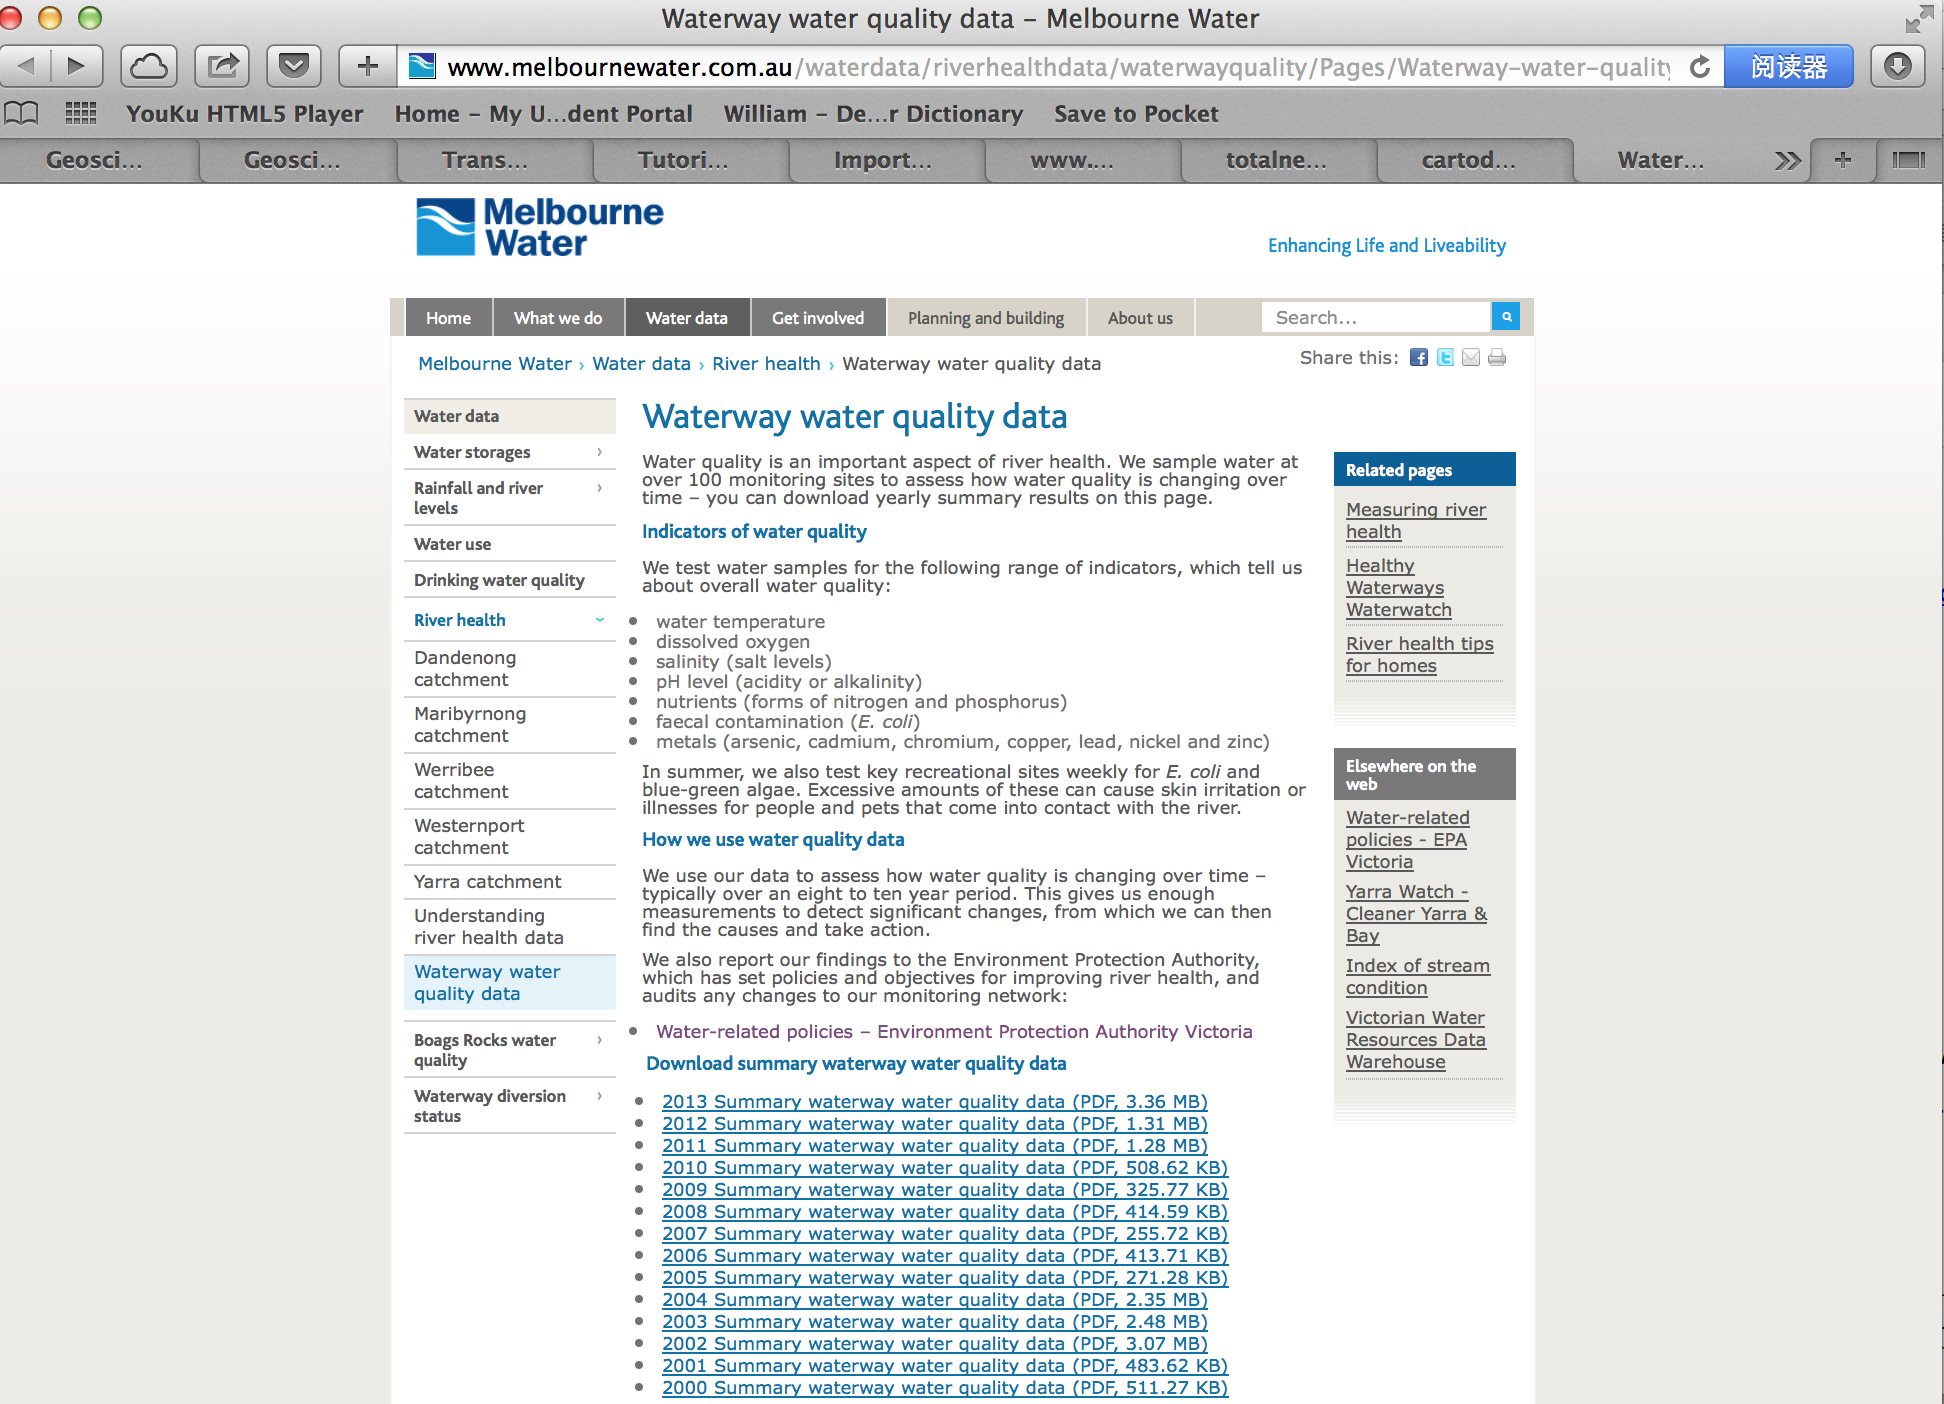 Waterway water quality data – Melbourne Water
www.melbournewater.com.au/waterdata/riverhealthdata/waterwayquality/Pages/Waterway-water-quality
阅读器
YouKu HTML5 Player
Home – My U...dent Portal
William – De...r Dictionary
Save to Pocket
Geosci...
Geosci...
Trans...
Tutori...
Import...
www....
totalne...
cartod...
Water...
Melbourne
Water
Enhancing Life and Liveability
Home
What we do
Water data
Get involved
Planning and building
About us
Search...
Melbourne Water › Water data › River health › Waterway water quality data
Share this:
Water data
Water storages
Rainfall and river
levels
Water use
Drinking water quality
River health
Dandenong
catchment
Maribyrnong
catchment
Werribee
catchment
Westernport
catchment
Yarra catchment
Understanding
river health data
Waterway water
quality data
Boags Rocks water
quality
Waterway diversion
status
Waterway water quality data
Water quality is an important aspect of river health. We sample water at
over 100 monitoring sites to assess how water quality is changing over
time – you can download yearly summary results on this page.
Indicators of water quality
We test water samples for the following range of indicators, which tell us
about overall water quality:
• water temperature
• dissolved oxygen
• salinity (salt levels)
• pH level (acidity or alkalinity)
• nutrients (forms of nitrogen and phosphorus)
• faecal contamination (E. coli)
• metals (arsenic, cadmium, chromium, copper, lead, nickel and zinc)
In summer, we also test key recreational sites weekly for E. coli and
blue-green algae. Excessive amounts of these can cause skin irritation or
illnesses for people and pets that come into contact with the river.
How we use water quality data
We use our data to assess how water quality is changing over time –
typically over an eight to ten year period. This gives us enough
measurements to detect significant changes, from which we can then
find the causes and take action.
We also report our findings to the Environment Protection Authority,
which has set policies and objectives for improving river health, and
audits any changes to our monitoring network:
• Water-related policies – Environment Protection Authority Victoria
Download summary waterway water quality data
• 2013 Summary waterway water quality data (PDF, 3.36 MB)
• 2012 Summary waterway water quality data (PDF, 1.31 MB)
• 2011 Summary waterway water quality data (PDF, 1.28 MB)
• 2010 Summary waterway water quality data (PDF, 508.62 KB)
• 2009 Summary waterway water quality data (PDF, 325.77 KB)
• 2008 Summary waterway water quality data (PDF, 414.59 KB)
• 2007 Summary waterway water quality data (PDF, 255.72 KB)
• 2006 Summary waterway water quality data (PDF, 413.71 KB)
• 2005 Summary waterway water quality data (PDF, 271.28 KB)
• 2004 Summary waterway water quality data (PDF, 2.35 MB)
• 2003 Summary waterway water quality data (PDF, 2.48 MB)
• 2002 Summary waterway water quality data (PDF, 3.07 MB)
• 2001 Summary waterway water quality data (PDF, 483.62 KB)
• 2000 Summary waterway water quality data (PDF, 511.27 KB)
Related pages
Measuring river
health
Healthy
Waterways
Waterwatch
River health tips
for homes
Elsewhere on the
web
Water-related
policies - EPA
Victoria
Yarra Watch -
Cleaner Yarra &
Bay
Index of stream
condition
Victorian Water
Resources Data
Warehouse